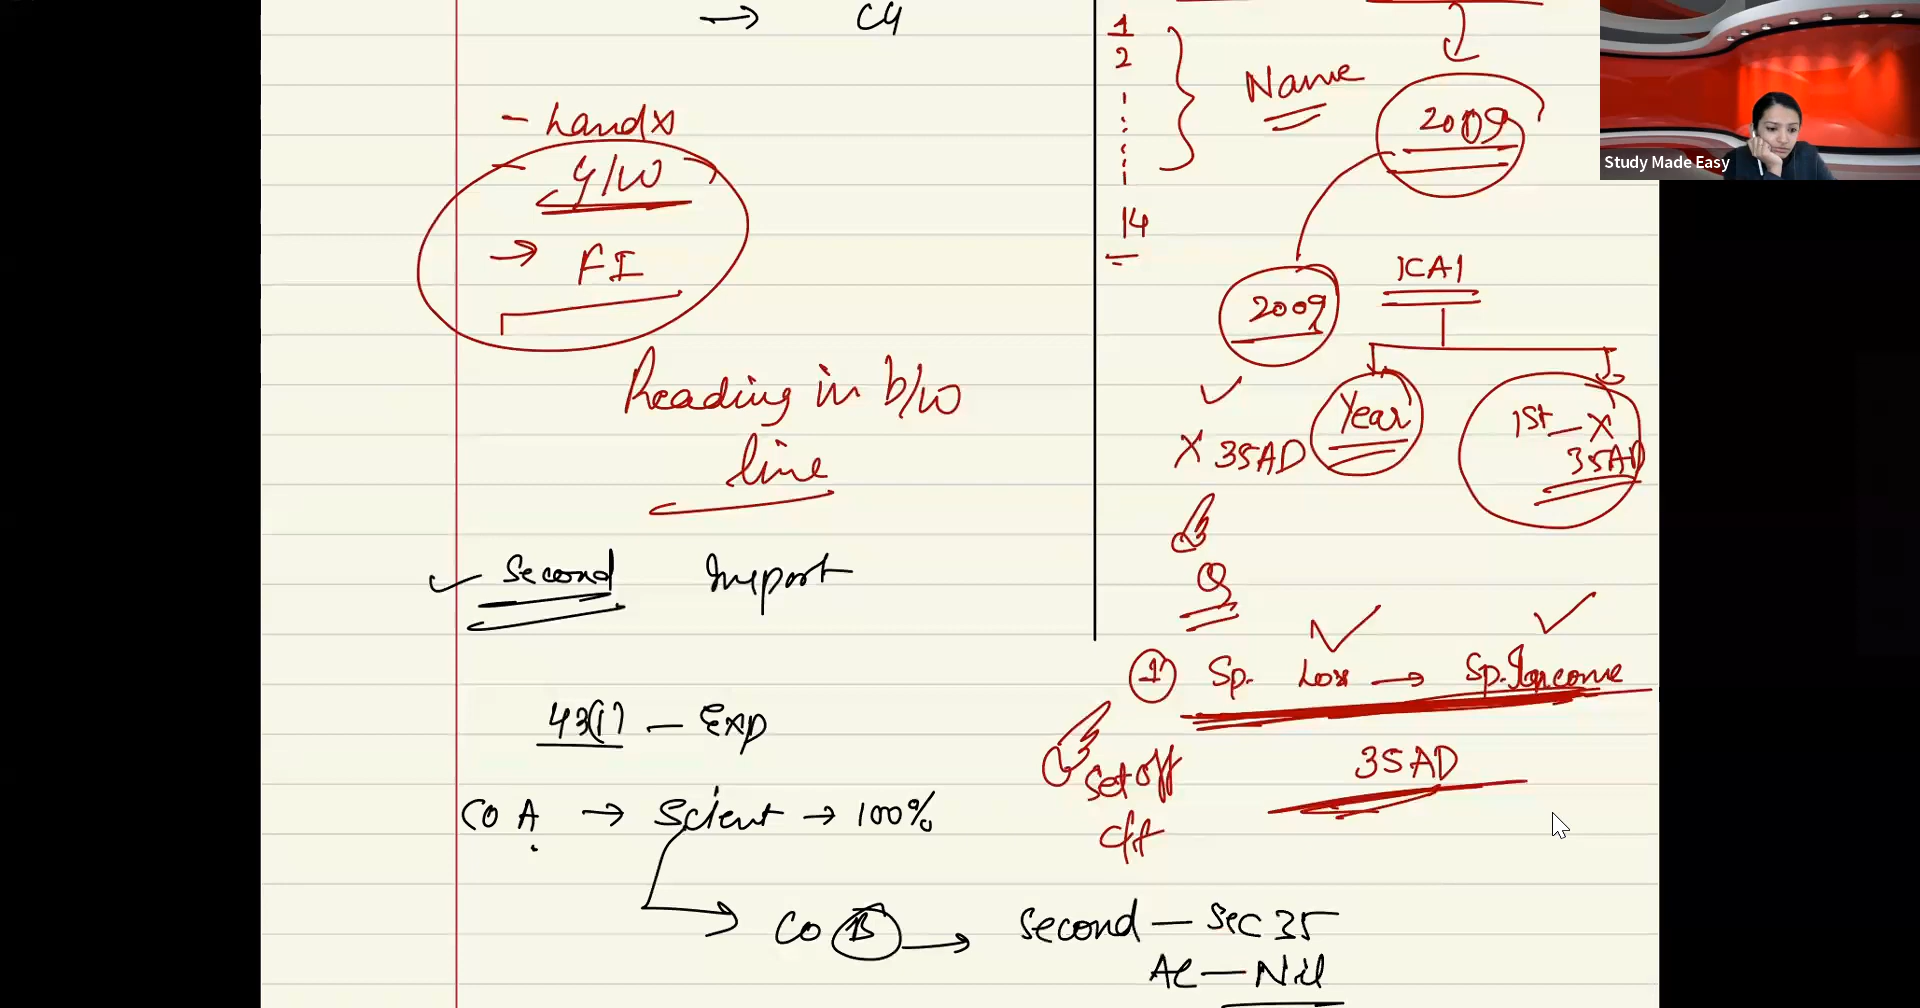 → CG
- Land x
- G/W
→ FI
Reading in b/w
line
✓ Second Import
43(1) — Exp
CO A → Scient → 100%
CO B → Second — Sec 35
AC — Nil
1
2
14
Name
2009
2009
ICAI
✓
X 35AD
Year
1st — X
35AD
Q
① Sp. Loss → Sp. Income
Set off
c/f
35AD
Study Made Easy